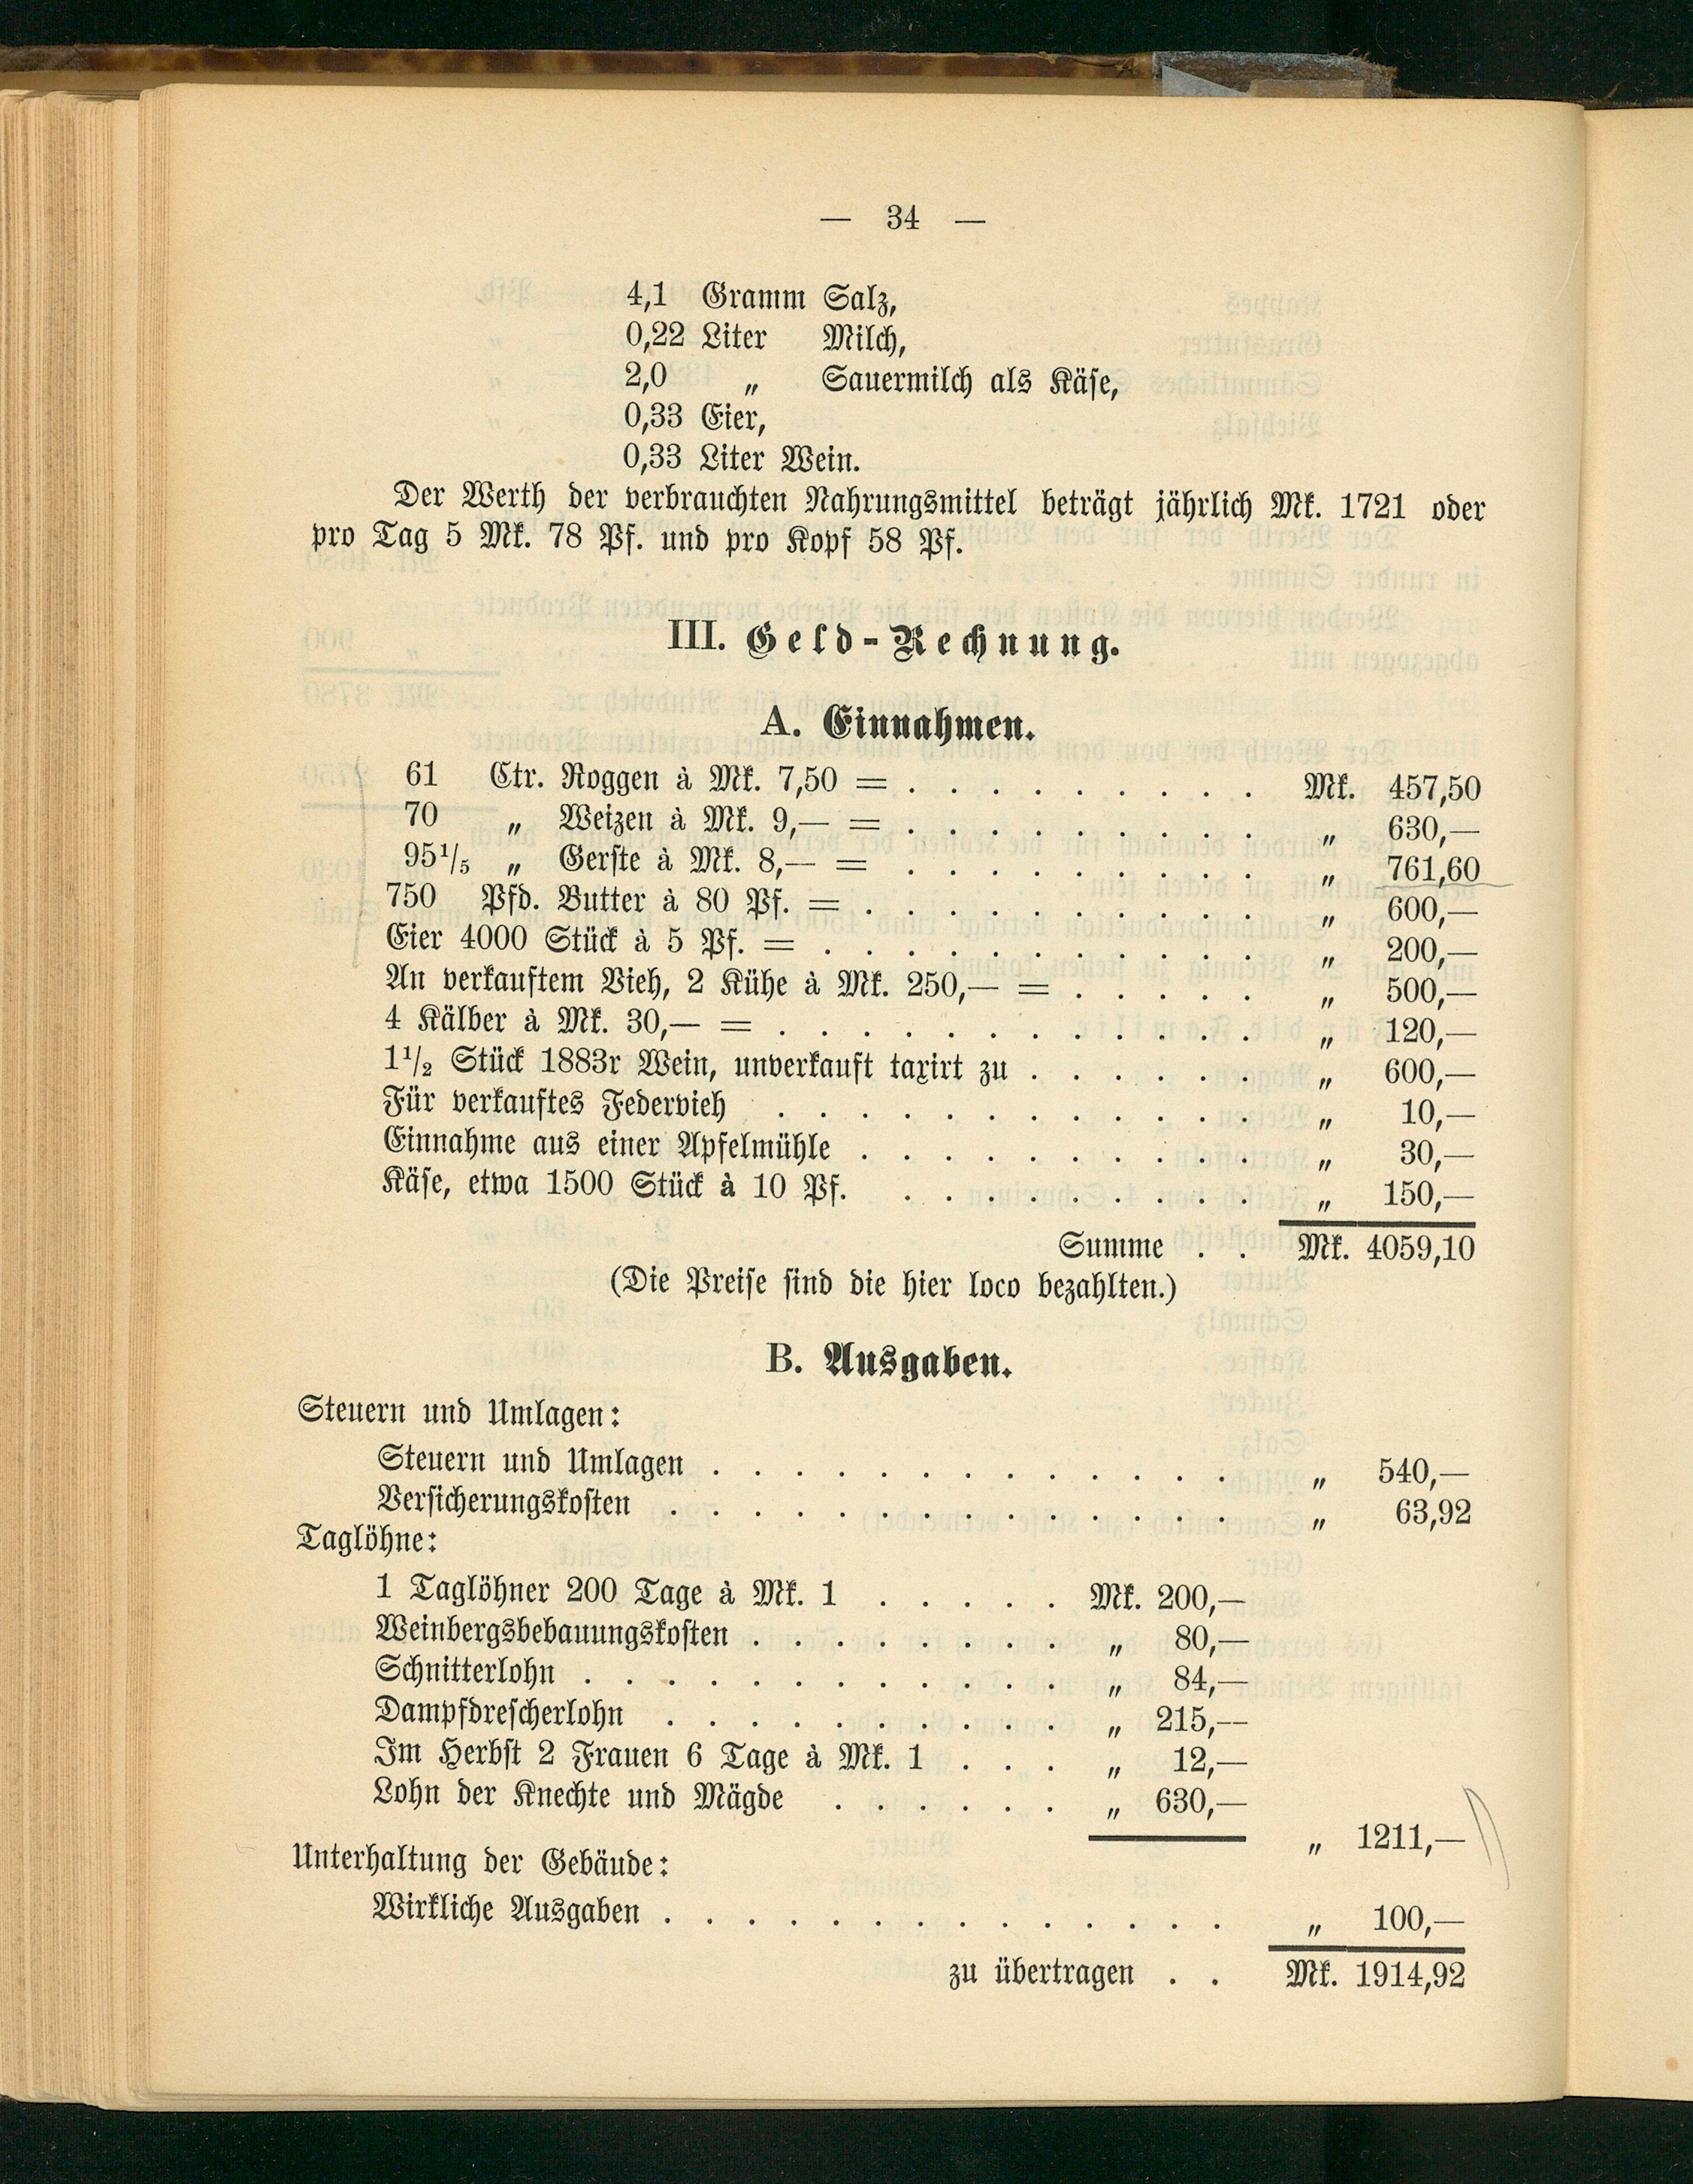 — 34 —
4,1 Gramm Salz,
0,22 Liter Milch,
2,0 „ Sauermilch als Käse,
0,33 Eier,
0,33 Liter Wein.
Der Werth der verbrauchten Nahrungsmittel beträgt jährlich Mk. 1721 oder
pro Tag 5 Mk. 78 Pf. und pro Kopf 58 Pf.
III. Geld-Rechnung.
A. Einnahmen.
61 Ctr. Roggen à Mk. 7,50 = . . . . . . . . . Mk. 457,50
70 „ Weizen à Mk. 9,— = . . . . . . . . . „ 630,—
95 1/5 „ Gerste à Mk. 8,— = . . . . . . . . . „ 761,60
750 Pfd. Butter à 80 Pf. = . . . . . . . . . . „ 600,—
Eier 4000 Stück à 5 Pf. = . . . . . . . . . . . „ 200,—
An verkauftem Vieh, 2 Kühe à Mk. 250,— = . . . . . „ 500,—
4 Kälber à Mk. 30,— = . . . . . . . . . . . . „ 120,—
1 1/2 Stück 1883r Wein, unverkauft taxirt zu . . . . . . „ 600,—
Für verkauftes Federvieh . . . . . . . . . . . . „ 10,—
Einnahme aus einer Apfelmühle . . . . . . . . . . „ 30,—
Käse, etwa 1500 Stück à 10 Pf. . . . . . . . . . „ 150,—
Summe . . Mk. 4059,10
(Die Preise sind die hier loco bezahlten.)
B. Ausgaben.
Steuern und Umlagen:
Steuern und Umlagen . . . . . . . . . . . . . „ 540,—
Versicherungskosten . . . . . . . . . . . . . . „ 63,92
Taglöhne:
1 Taglöhner 200 Tage à Mk. 1 . . . . . Mk. 200,—
Weinbergsbebauungskosten . . . . . . . . „ 80,—
Schnitterlohn . . . . . . . . . . . . „ 84,—
Dampfdrescherlohn . . . . . . . . . . „ 215,—
Im Herbst 2 Frauen 6 Tage à Mk. 1 . . . „ 12,—
Lohn der Knechte und Mägde . . . . . . „ 630,—
„ 1211,—
Unterhaltung der Gebäude:
Wirkliche Ausgaben . . . . . . . . . . . . . . „ 100,—
zu übertragen . . Mk. 1914,92